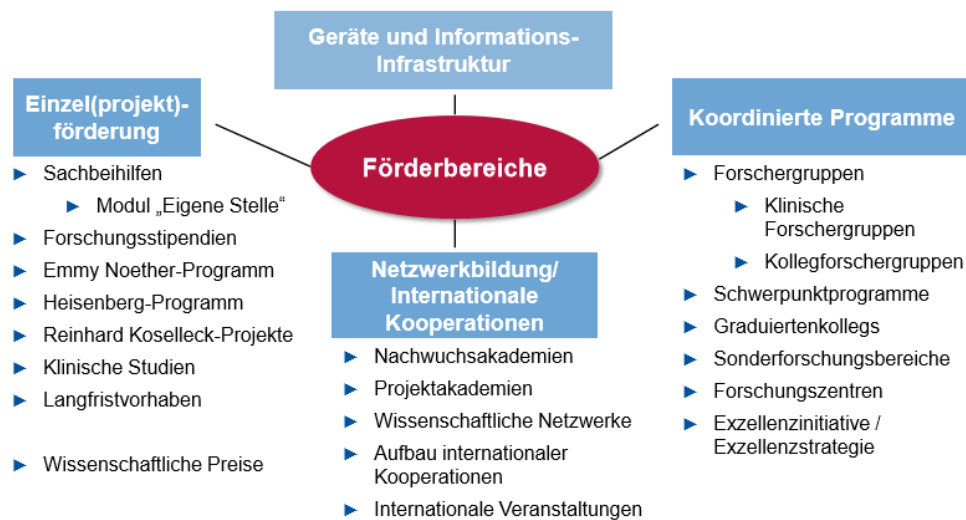 Geräte und Informations-
Infrastruktur
Einzel(projekt)-
förderung
Koordinierte Programme
Förderbereiche
Sachbeihilfen
Modul „Eigene Stelle“
Forschungsstipendien
Emmy Noether-Programm
Heisenberg-Programm
Reinhard Koselleck-Projekte
Klinische Studien
Langfristvorhaben
Wissenschaftliche Preise
Netzwerkbildung/
Internationale
Kooperationen
Nachwuchsakademien
Projektakademien
Wissenschaftliche Netzwerke
Aufbau internationaler
Kooperationen
Internationale Veranstaltungen
Forschergruppen
Klinische
Forschergruppen
Kollegforschergruppen
Schwerpunktprogramme
Graduiertenkollegs
Sonderforschungsbereiche
Forschungszentren
Exzellenzinitiative /
Exzellenzstrategie